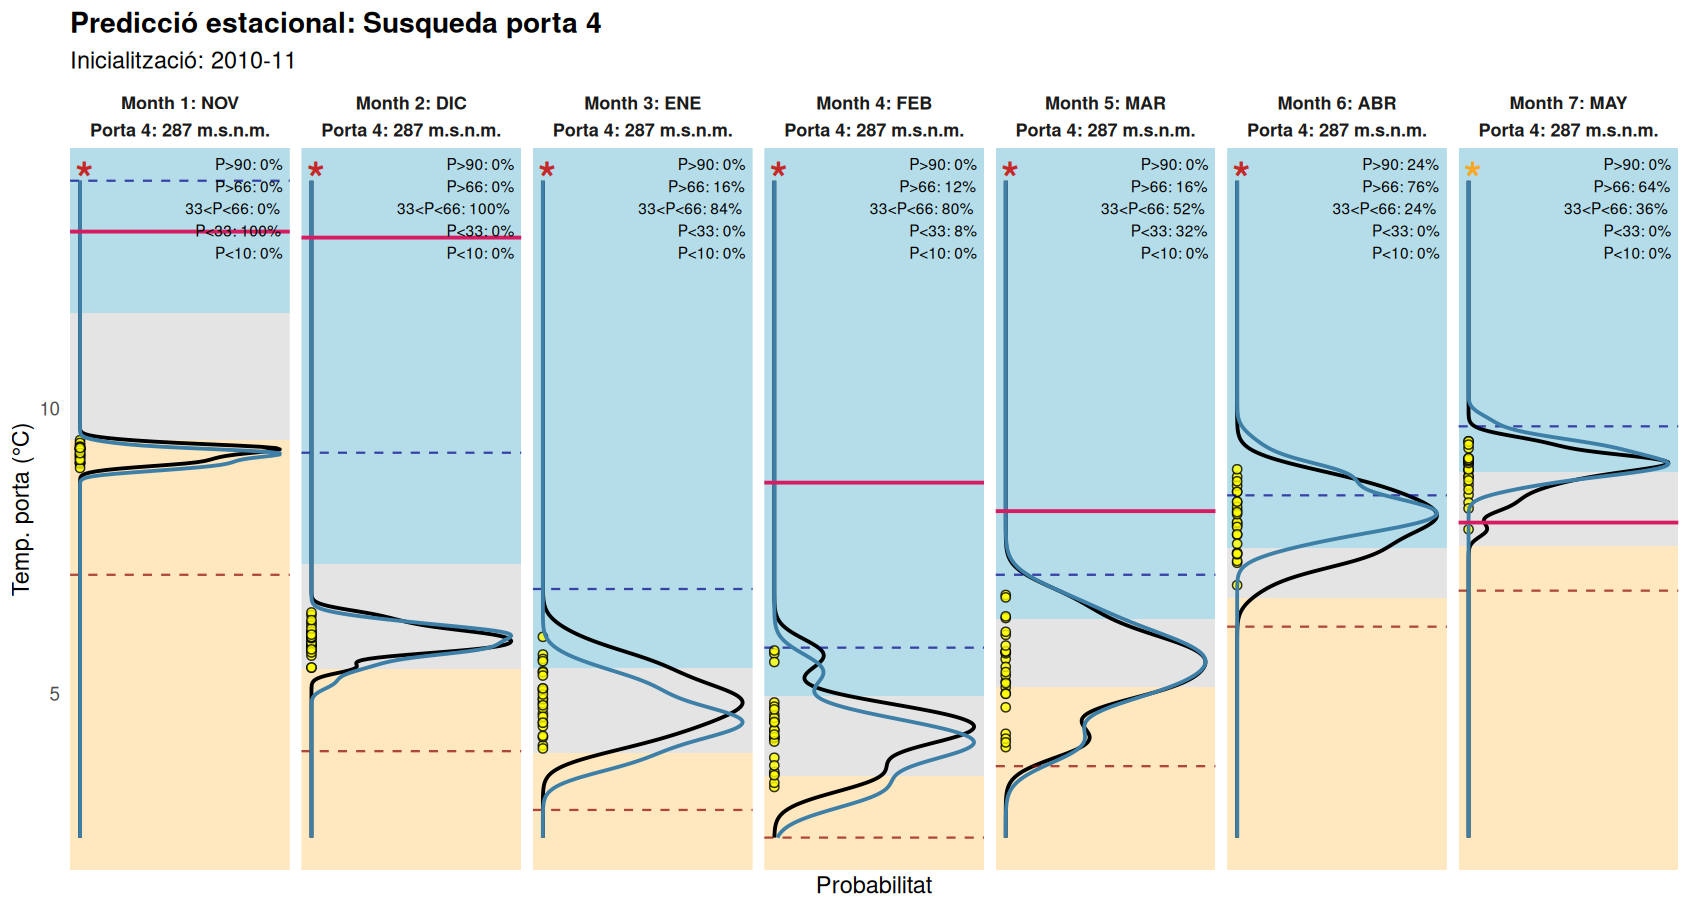 Predicció estacional: Susqueda porta 4
Inicialització: 2010-11
Month 1: NOV
Porta 4: 287 m.s.n.m.
Month 2: DIC
Porta 4: 287 m.s.n.m.
Month 3: ENE
Porta 4: 287 m.s.n.m.
Month 4: FEB
Porta 4: 287 m.s.n.m.
Month 5: MAR
Porta 4: 287 m.s.n.m.
Month 6: ABR
Porta 4: 287 m.s.n.m.
Month 7: MAY
Porta 4: 287 m.s.n.m.
*
P>90: 0%
P>66: 0%
33<P<66: 0%
P<33: 100%
P<10: 0%
*
P>90: 0%
P>66: 0%
33<P<66: 100%
P<33: 0%
P<10: 0%
*
P>90: 0%
P>66: 16%
33<P<66: 84%
P<33: 0%
P<10: 0%
*
P>90: 0%
P>66: 12%
33<P<66: 80%
P<33: 8%
P<10: 0%
*
P>90: 0%
P>66: 16%
33<P<66: 52%
P<33: 32%
P<10: 0%
*
P>90: 24%
P>66: 76%
33<P<66: 24%
P<33: 0%
P<10: 0%
*
P>90: 0%
P>66: 64%
33<P<66: 36%
P<33: 0%
P<10: 0%
10
5
Temp. porta (°C)
Probabilitat